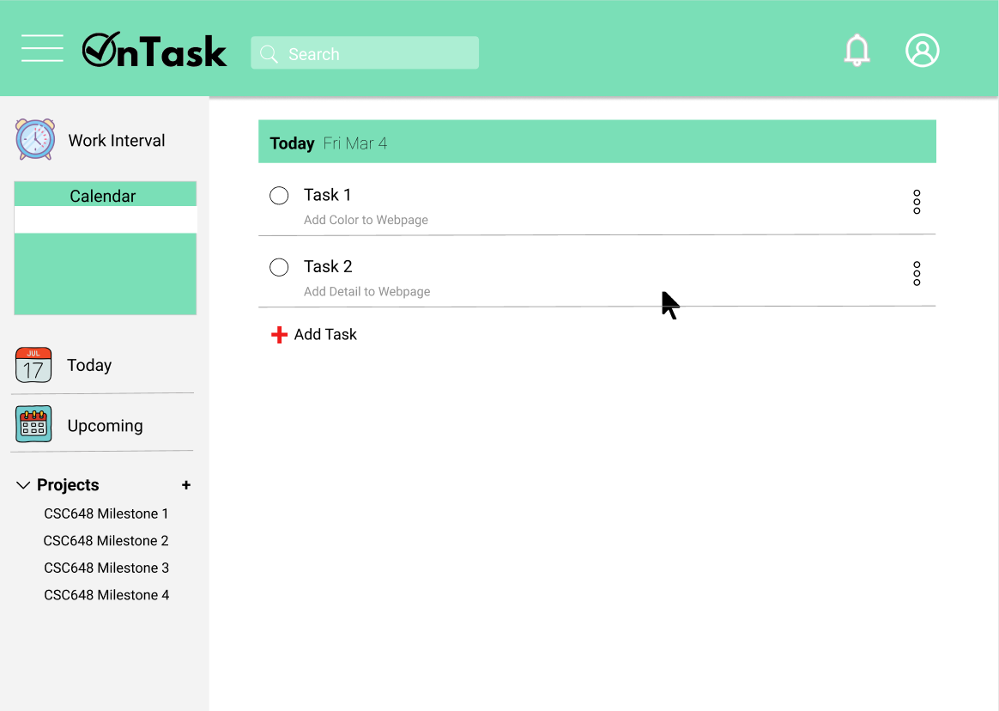 OnTask
Search
Work Interval
Calendar
JUL
17
Today
Upcoming
Projects +
CSC648 Milestone 1
CSC648 Milestone 2
CSC648 Milestone 3
CSC648 Milestone 4
Today Fri Mar 4
Task 1
Add Color to Webpage
Task 2
Add Detail to Webpage
Add Task